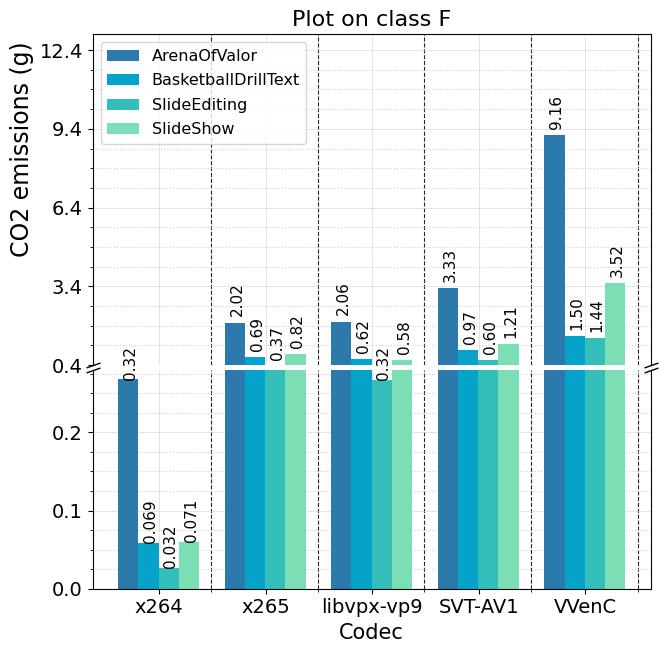 Plot on class F
CO2 emissions (g)
12.4
9.4
6.4
3.4
0.4
0.2
0.1
0.0
ArenaOfValor
BasketballDrillText
SlideEditing
SlideShow
0.32
0.069
0.032
0.071
2.02
0.69
0.37
0.82
2.06
0.62
0.32
0.58
3.33
0.97
0.60
1.21
9.16
1.50
1.44
3.52
x264
x265
libvpx-vp9
SVT-AV1
VVenC
Codec